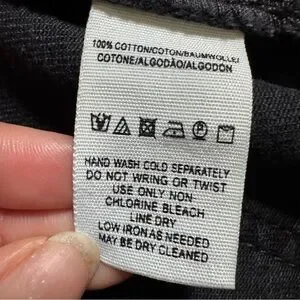 100% COTTON/COTON/BAUMWOLLE/
COTONE/ALGODÃO/ALGODÓN
HAND WASH COLD SEPARATELY
DO NOT WRING OR TWIST
USE ONLY NON
CHLORINE BLEACH
LINE DRY
LOW IRON AS NEEDED
MAY BE DRY CLEANED